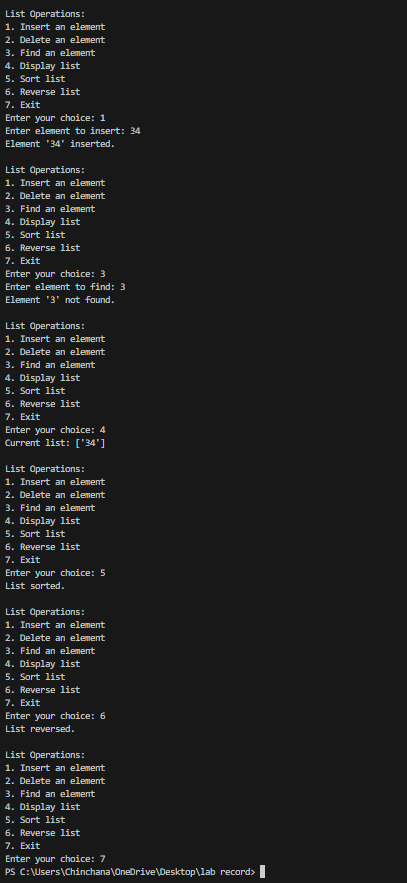 List Operations:
1. Insert an element
2. Delete an element
3. Find an element
4. Display list
5. Sort list
6. Reverse list
7. Exit
Enter your choice: 1
Enter element to insert: 34
Element '34' inserted.

List Operations:
1. Insert an element
2. Delete an element
3. Find an element
4. Display list
5. Sort list
6. Reverse list
7. Exit
Enter your choice: 3
Enter element to find: 3
Element '3' not found.

List Operations:
1. Insert an element
2. Delete an element
3. Find an element
4. Display list
5. Sort list
6. Reverse list
7. Exit
Enter your choice: 4
Current list: ['34']

List Operations:
1. Insert an element
2. Delete an element
3. Find an element
4. Display list
5. Sort list
6. Reverse list
7. Exit
Enter your choice: 5
List sorted.

List Operations:
1. Insert an element
2. Delete an element
3. Find an element
4. Display list
5. Sort list
6. Reverse list
7. Exit
Enter your choice: 6
List reversed.

List Operations:
1. Insert an element
2. Delete an element
3. Find an element
4. Display list
5. Sort list
6. Reverse list
7. Exit
Enter your choice: 7
PS C:\Users\Chinchana\OneDrive\Desktop\lab record>